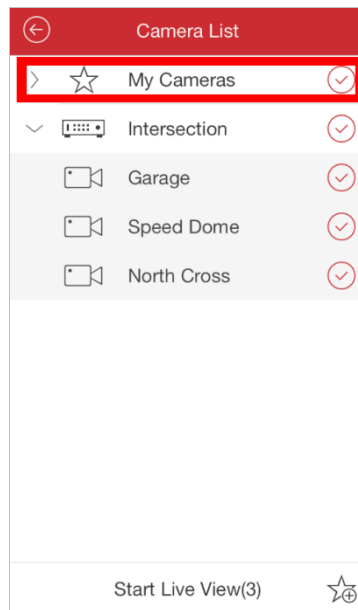 Camera List
My Cameras
Intersection
Garage
Speed Dome
North Cross
Start Live View(3)